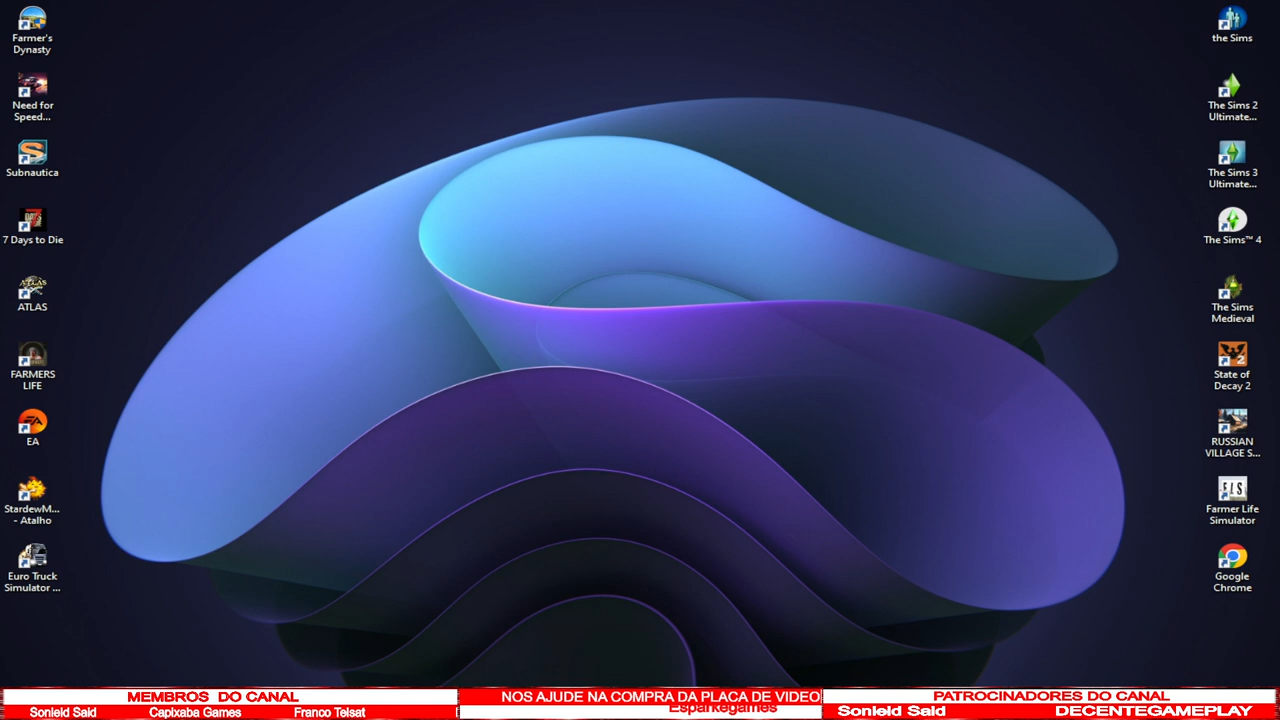 Farmer's
Dynasty
Need for
Speed...
Subnautica
7 Days to Die
ATLAS
FARMERS
LIFE
EA
StardewM...
- Atalho
Euro Truck
Simulator ...
the Sims
The Sims 2
Ultimate...
The Sims 3
Ultimate...
The Sims™ 4
The Sims
Medieval
State of
Decay 2
RUSSIAN
VILLAGE S...
Farmer Life
Simulator
Google
Chrome
MEMBROS DO CANAL
Sonield Said Capixaba Games Franco Teisat
NOS AJUDE NA COMPRA DA PLACA DE VIDEO
Esparkegames
PATROCINADORES DO CANAL
Sonield Said DECENTEGAMEPLAY